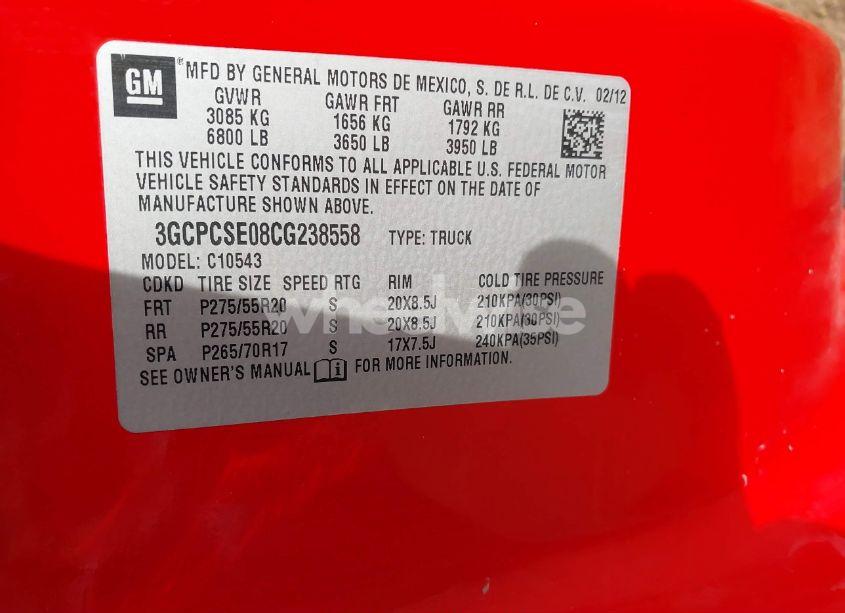 GM
® MFD BY GENERAL MOTORS DE MEXICO, S. DE R.L. DE C.V. 02/12
GVWR GAWR FRT GAWR RR
3085 KG 1656 KG 1792 KG
6800 LB 3650 LB 3950 LB
THIS VEHICLE CONFORMS TO ALL APPLICABLE U.S. FEDERAL MOTOR
VEHICLE SAFETY STANDARDS IN EFFECT ON THE DATE OF
MANUFACTURE SHOWN ABOVE.
3GCPCSE08CG238558 TYPE: TRUCK
MODEL: C10543
CDKD TIRE SIZE SPEED RTG RIM COLD TIRE PRESSURE
FRT P275/55R20 S 20X8.5J 210KPA(30PSI)
RR P275/55R20 S 20X8.5J 210KPA(30PSI)
SPA P265/70R17 S 17X7.5J 240KPA(35PSI)
SEE OWNER'S MANUAL FOR MORE INFORMATION.